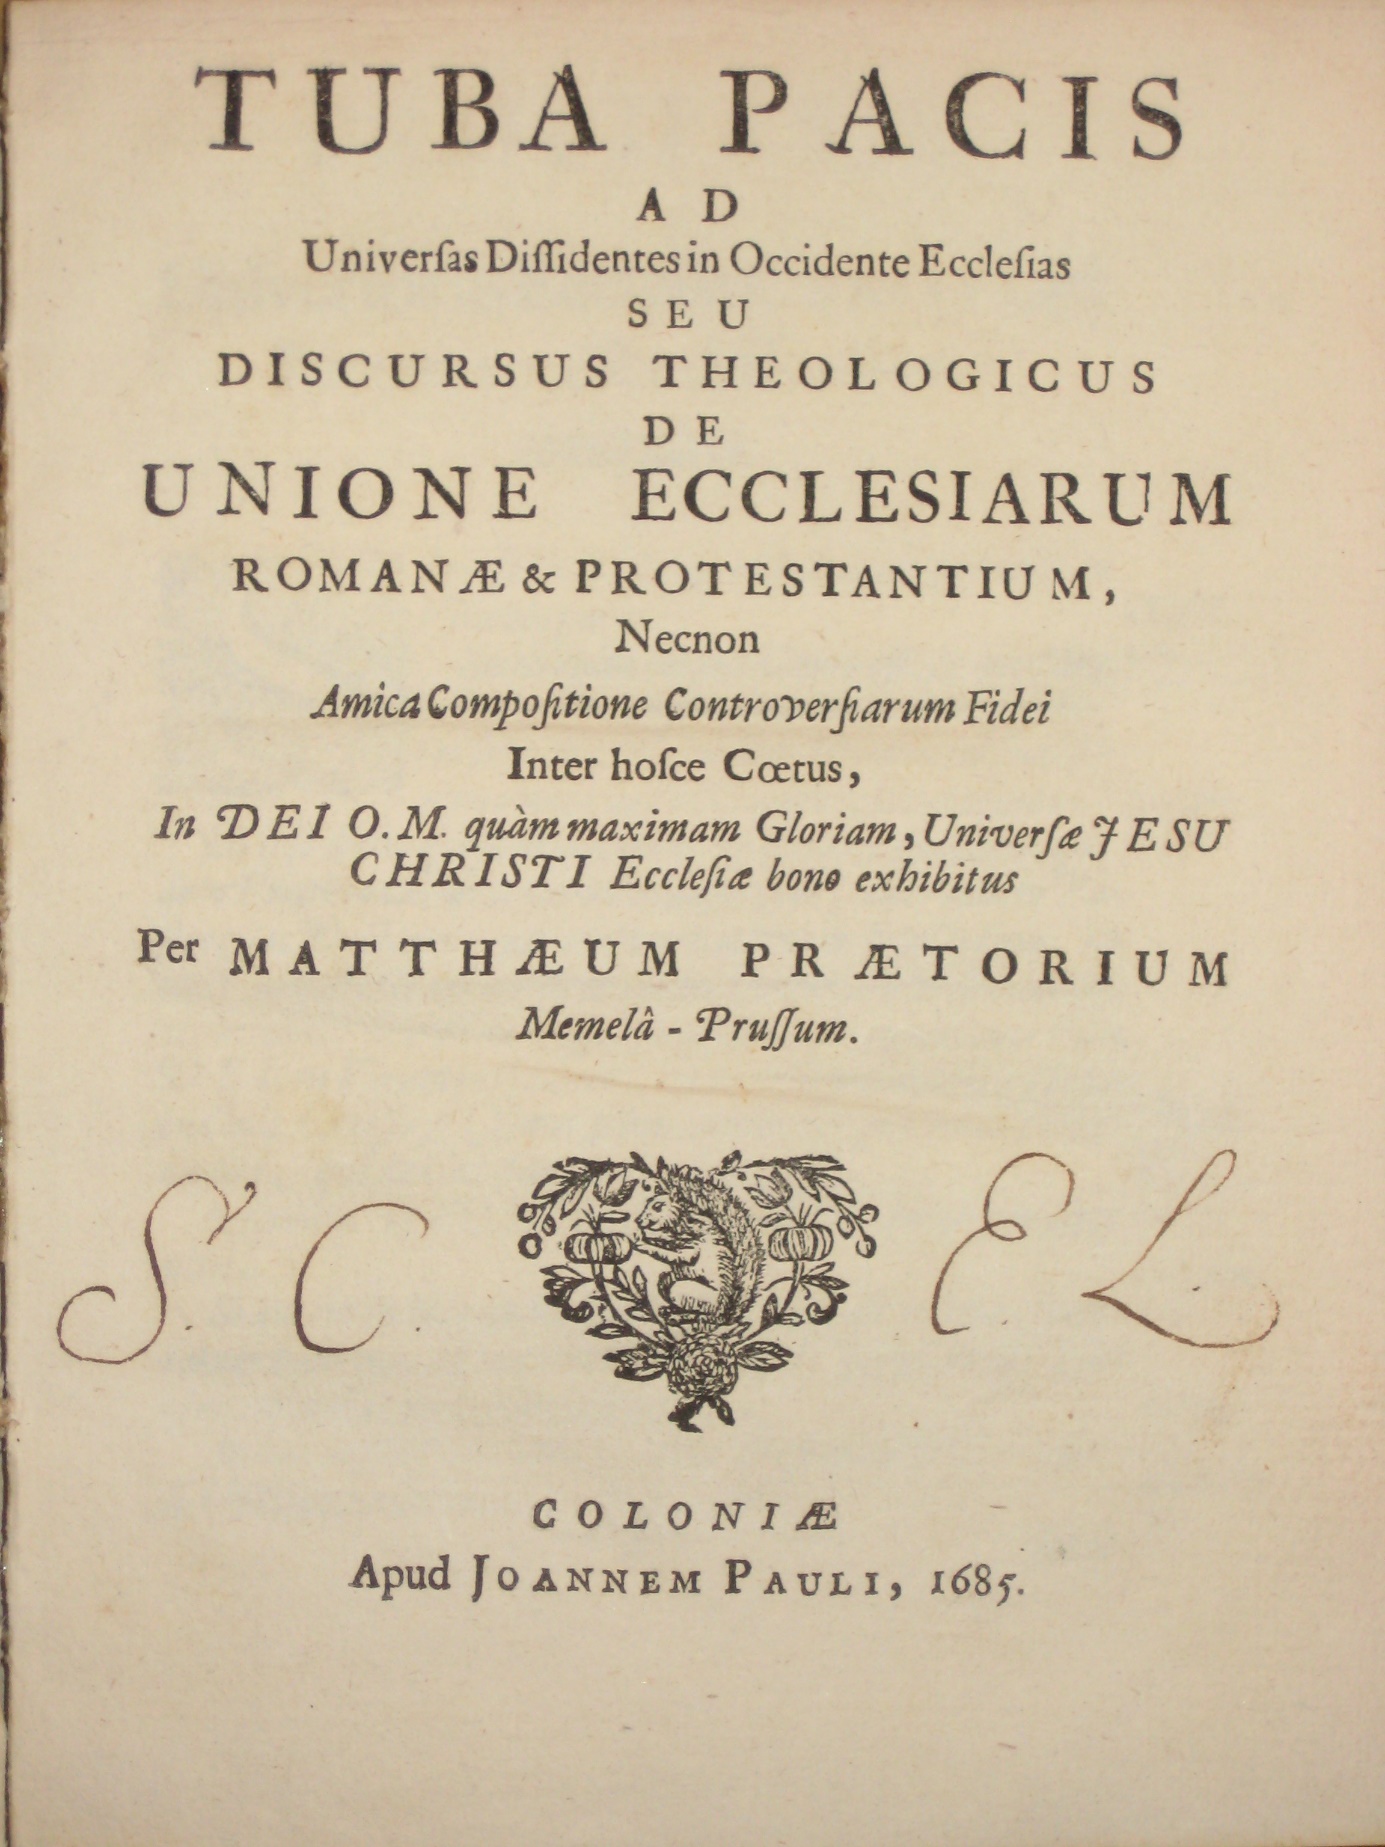 TUBA PACIS
AD
Univerſas Diſſidentes in Occidente Eccleſias
SEU
DISCURSUS THEOLOGICUS
DE
UNIONE ECCLESIARUM
ROMANÆ & PROTESTANTIUM,
Necnon
Amica Compoſitione Controverſiarum Fidei
Inter hoſce Cœtus,
In DEI O.M. quàm maximam Gloriam, Univerſæ JESU
CHRISTI Eccleſiæ bono exhibitus
Per MATTHÆUM PRÆTORIUM
Memelâ - Pruſſum.
S. C. E. L.
COLONIÆ
Apud JOANNEM PAULI, 1685.